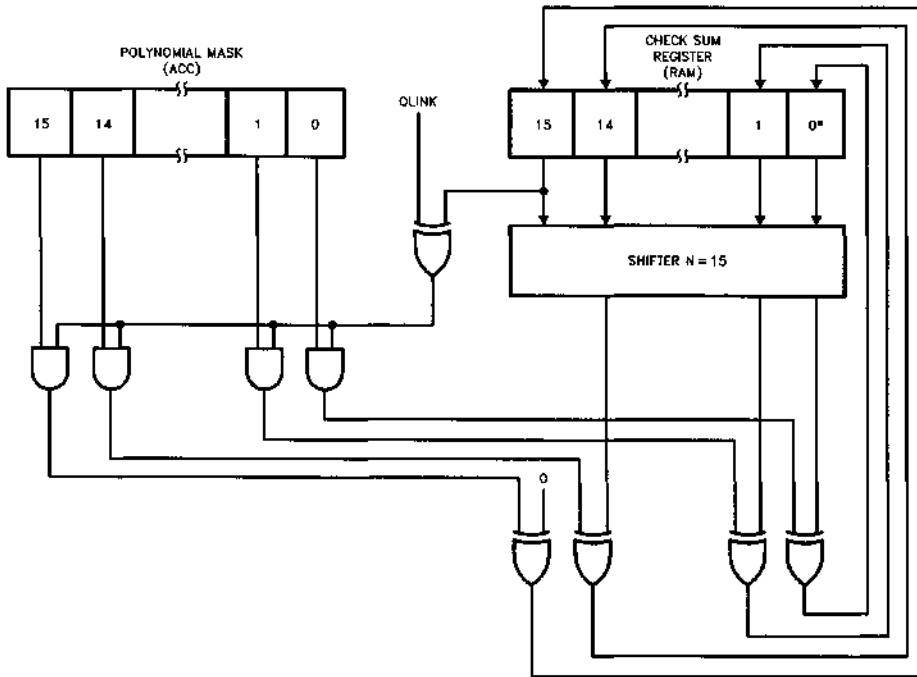 POLYNOMIAL MASK
(ACC)
CHECK SUM
REGISTER
(RAM)
QLINK
15 14 1 0
15 14 1 0*
SHIFTER N = 15
0